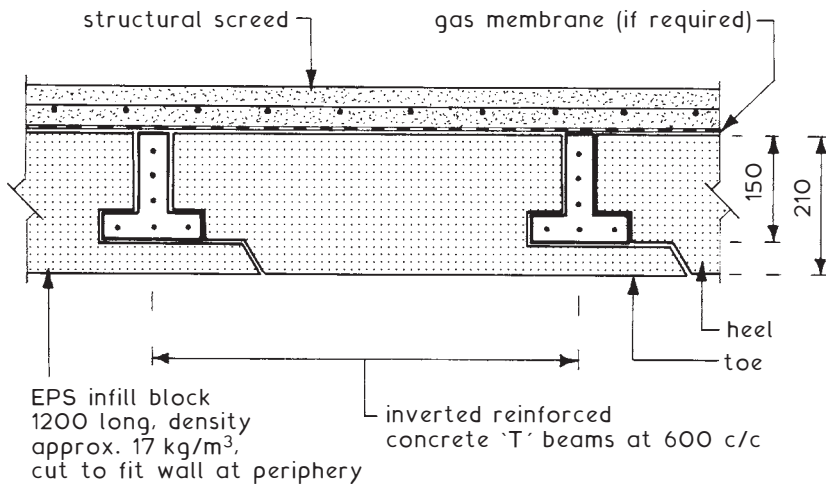 structural screed
gas membrane (if required)
150
210
heel
toe
EPS infill block
1200 long, density
approx. 17 kg/m³,
cut to fit wall at periphery
inverted reinforced
concrete ‘T’ beams at 600 c/c